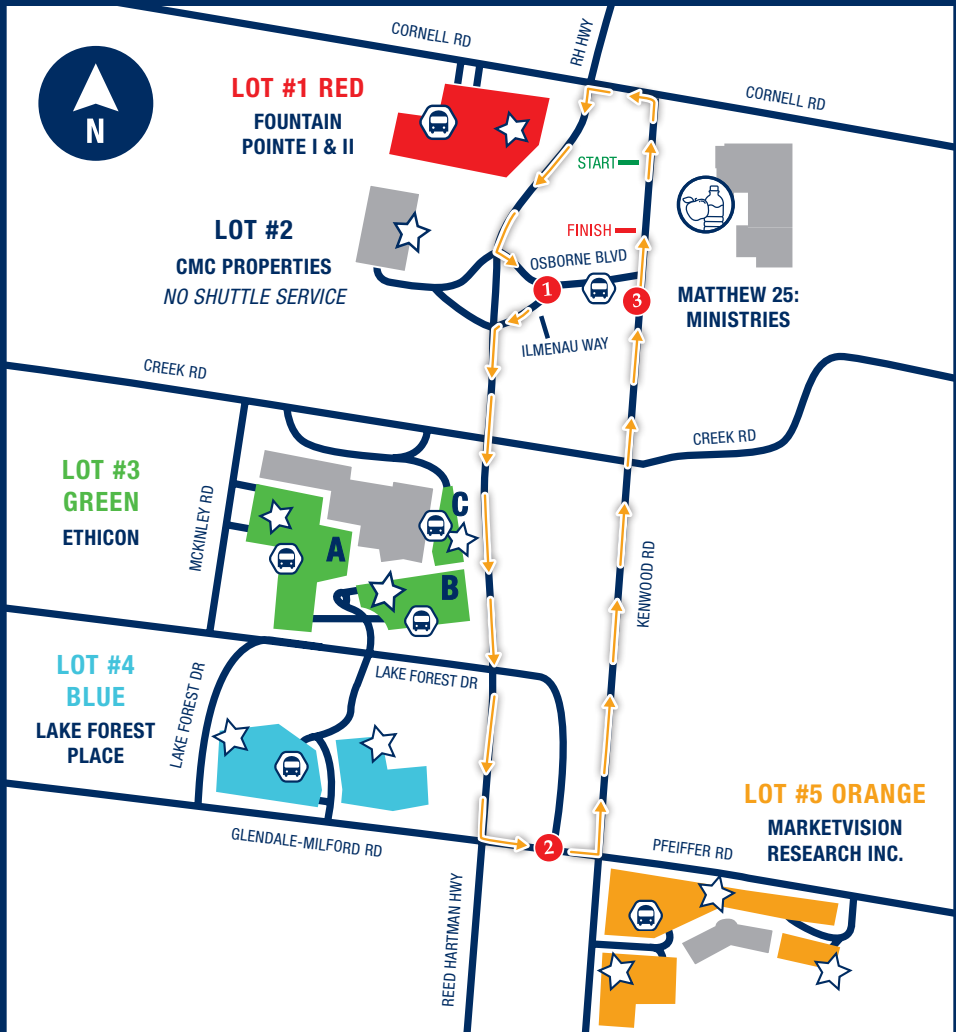 CORNELL RD
RH HWY
CORNELL RD
N
LOT #1 RED
FOUNTAIN
POINTE I & II
START
LOT #2
CMC PROPERTIES
NO SHUTTLE SERVICE
FINISH
OSBORNE BLVD
1
3
MATTHEW 25:
MINISTRIES
ILMENAU WAY
CREEK RD
CREEK RD
LOT #3
GREEN
ETHICON
MCKINLEY RD
A
B
C
KENWOOD RD
LOT #4
BLUE
LAKE FOREST
PLACE
LAKE FOREST DR
LAKE FOREST DR
LOT #5 ORANGE
MARKETVISION
RESEARCH INC.
GLENDALE-MILFORD RD
2
PFEIFFER RD
REED HARTMAN HWY